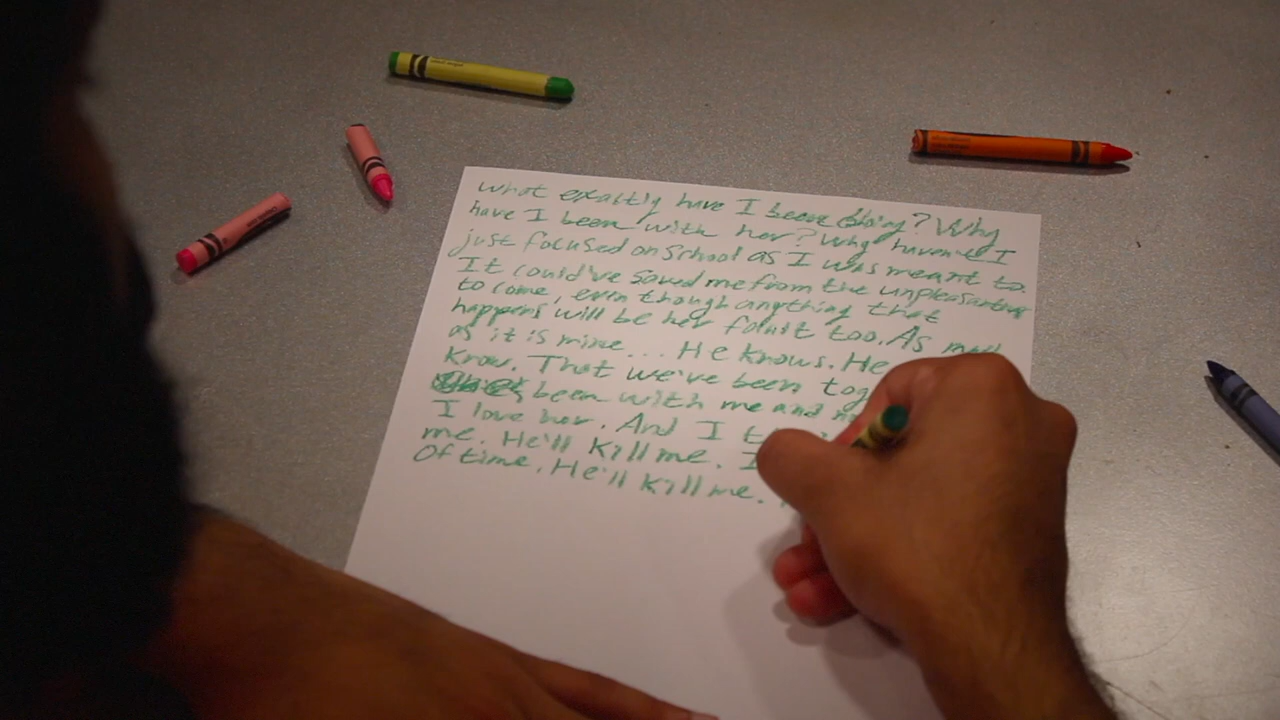 What exactly have I been doing? Why
have I been with her? Why haven't I
just focused on school as I was meant to.
It could've saved me from the unpleasantries
to come, even though anything that
happens will be her fault too. As much
as it is mine... He knows. He
know. That we've been tog
been with me and n
I love her. And I t
me. He'll kill me. I
Of time. He'll kill me.